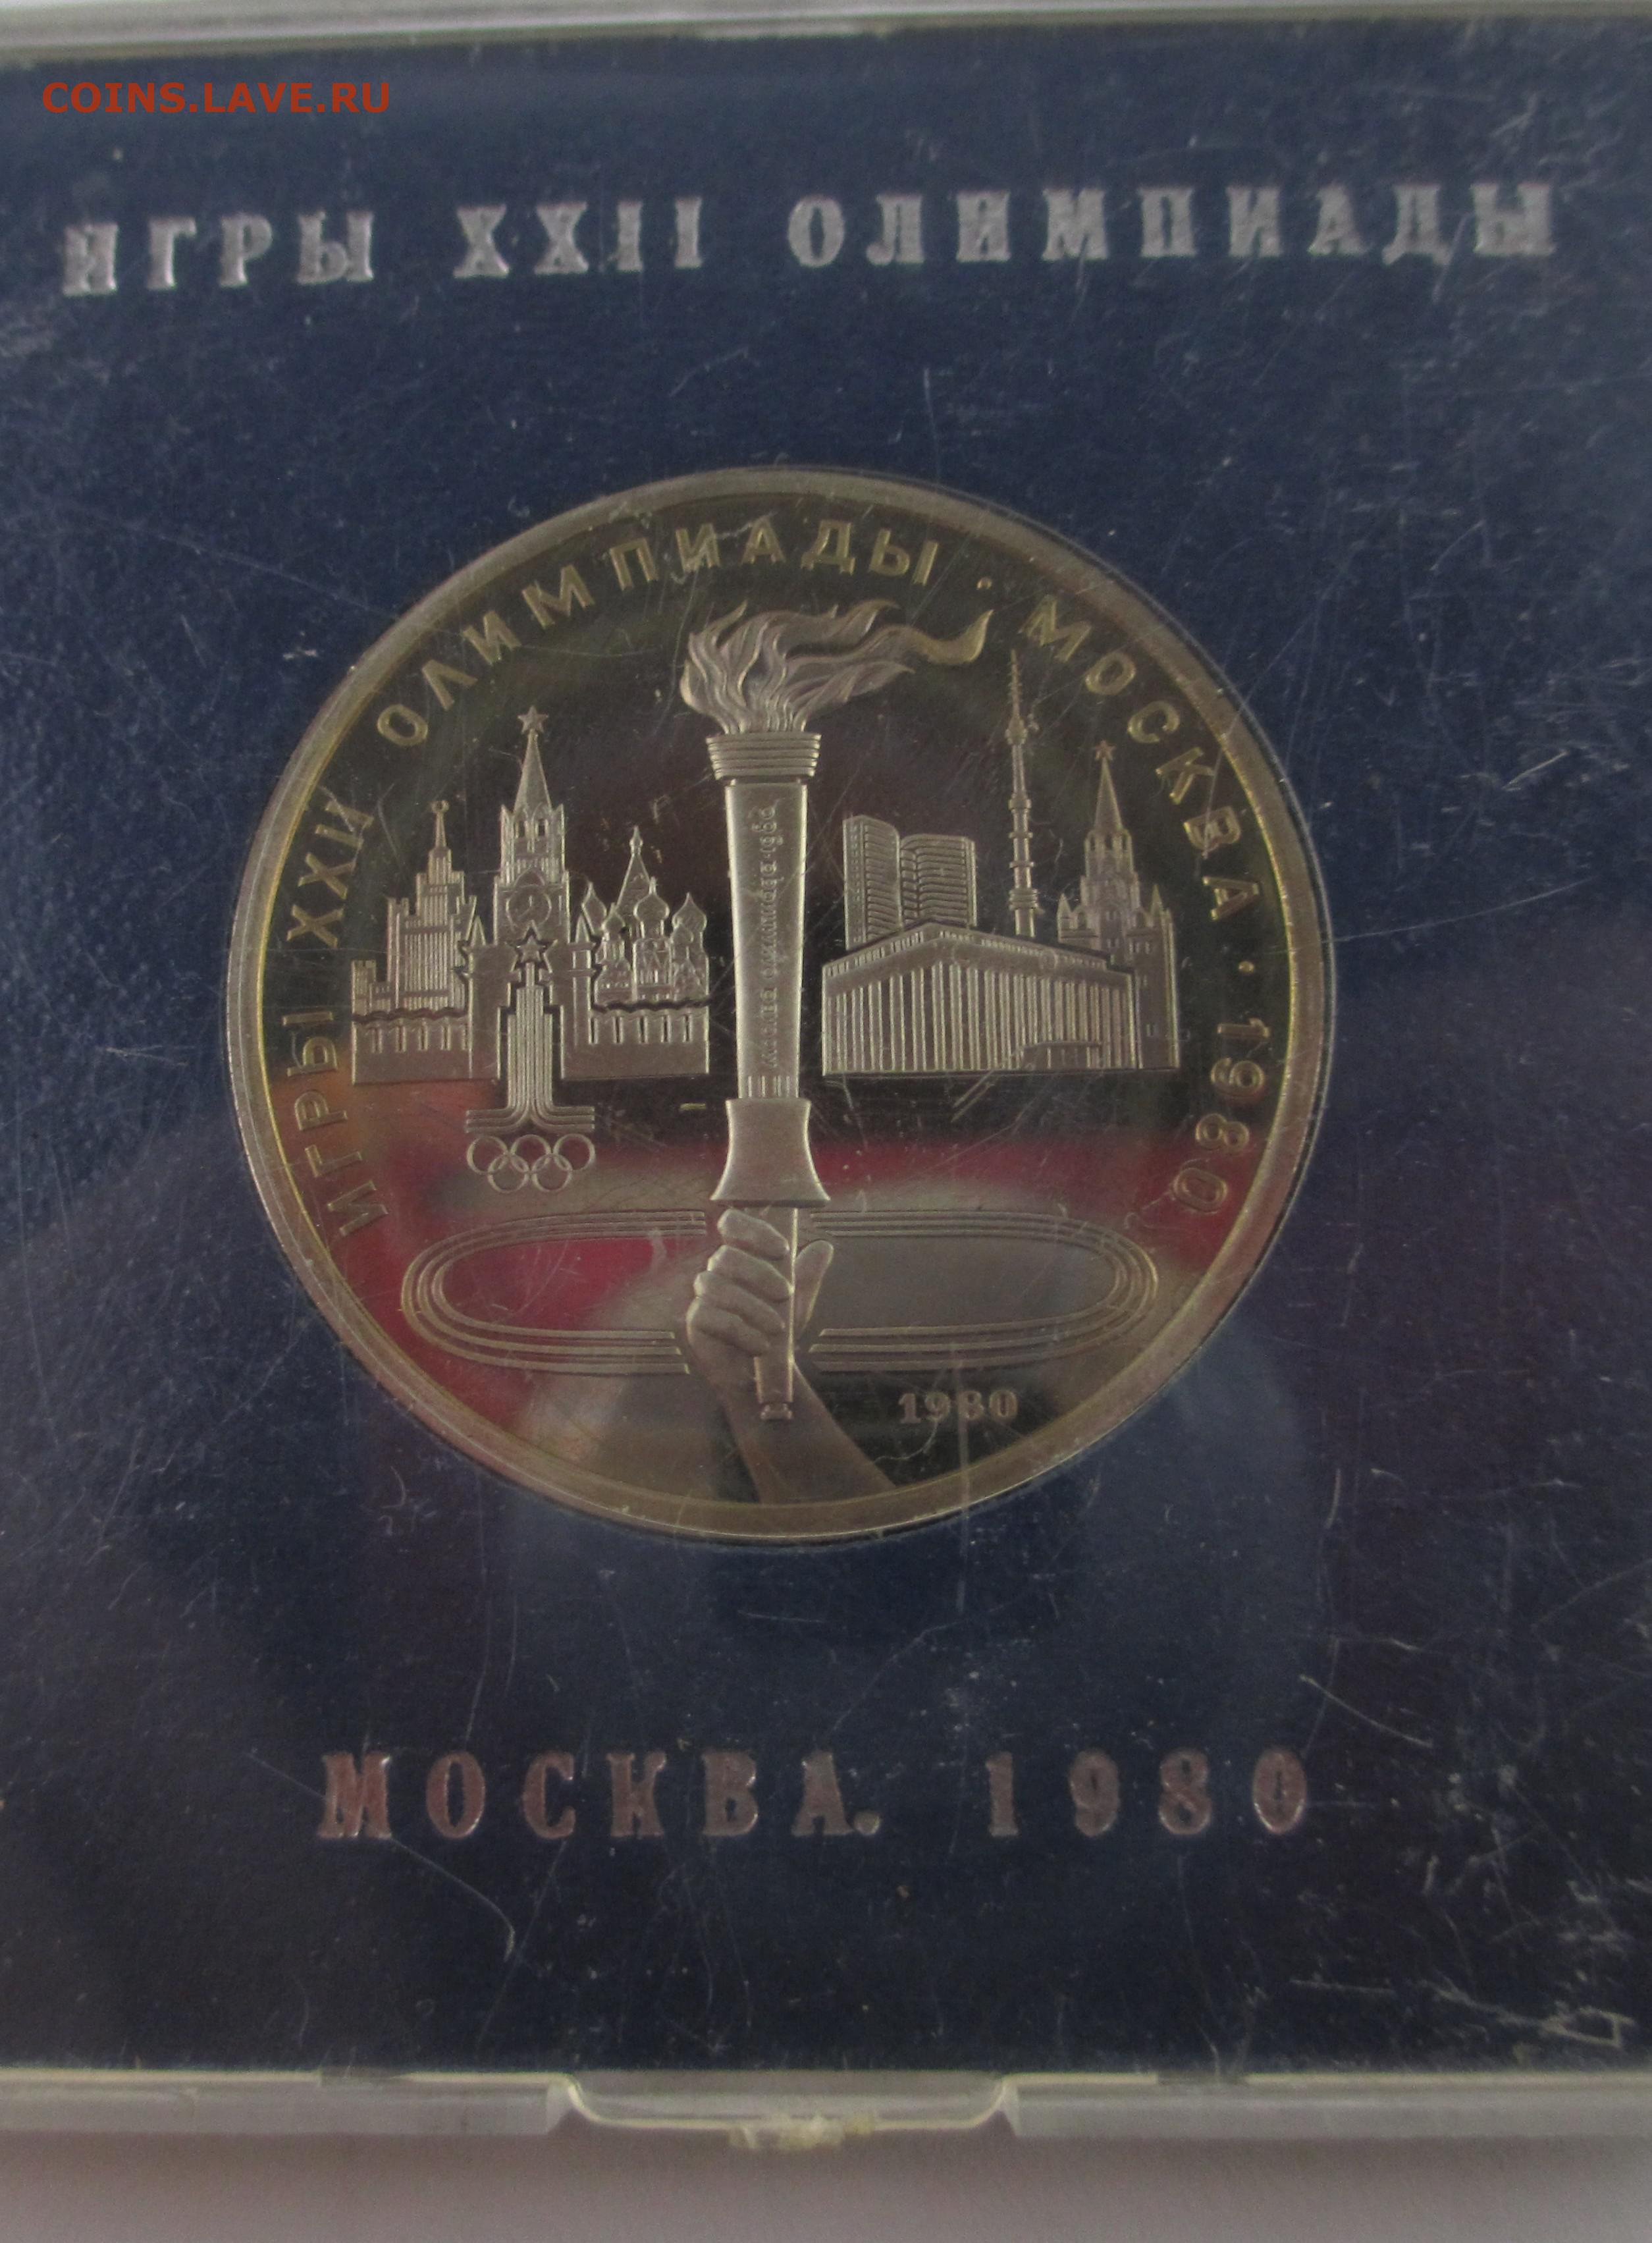 COINS.LAVE.RU
ИГРЫ XXII ОЛИМПИАДЫ
ИГРЫ XXII ОЛИМПИАДЫ · МОСКВА · 1980
1980
МОСКВА. 1980